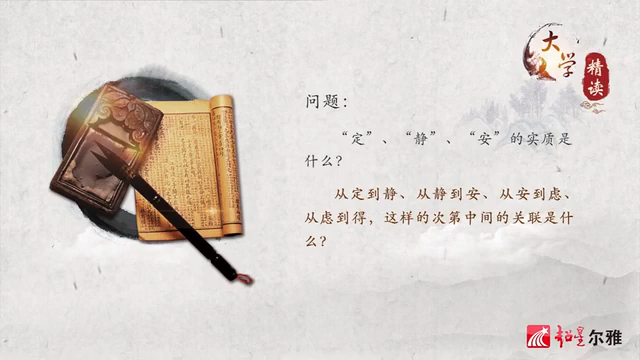 大学
精读
问题：
“定”、“静”、“安”的实质是
什么？
从定到静、从静到安、从安到虑、
从虑到得，这样的次第中间的关联是什
么？
超星尔雅